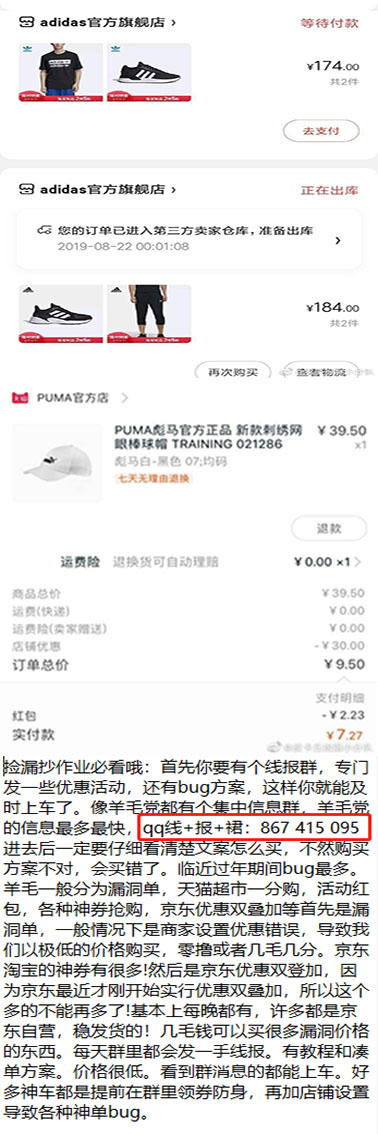 adidas官方旗舰店 ›
等待付款
¥174.00
共2件
去支付
adidas官方旗舰店 ›
正在出库
您的订单已进入第三方卖家仓库，准备出库
2019-08-22 00:01:08
¥184.00
共2件
再次购买
查看物流
PUMA官方店
PUMA彪马官方正品 新款刺绣网 ¥39.50
眼棒球帽 TRAINING 021286 x1
彪马白-黑色 07;均码
七天无理由退换
退款
运费险 退换货可自动理赔 ¥0.00 ×1
商品总价 ¥39.50
运费(快递) ¥0.00
运费险(卖家赠送) ¥0.00
店铺优惠 -¥30.00
订单总价 ¥9.50
支付明细
红包 -¥2.23
实付款 ¥7.27
捡漏抄作业必看哦：首先你要有个线报群，专门
发一些优惠活动，还有bug方案，这样你就能及
时上车了。像羊毛党都有个集中信息群，羊毛党
的信息最多最快，qq线+报+裙：867 415 095
进去后一定要仔细看清楚文案怎么买，不然购买
方案不对，会买错了。临近过年期间bug最多。
羊毛一般分为漏洞单，天猫超市一分购，活动红
包，各种神券抢购，京东优惠双叠加等首先是漏
洞单，一般情况下是商家设置优惠错误，导致我
们以极低的价格购买，零撸或者几毛几分。京东
淘宝的神券有很多!然后是京东优惠双登加，因
为京东最近才刚开始实行优惠双叠加，所以这个
多的不能再多了!基本上每晚都有，许多都是京
东自营，稳发货的！几毛钱可以买很多漏洞价格
的东西。每天群里都会发一手线报。有教程和凑
单方案。价格很低。看到群消息的都能上车。好
多神车都是提前在群里领券防身，再加店铺设置
导致各种神单bug。